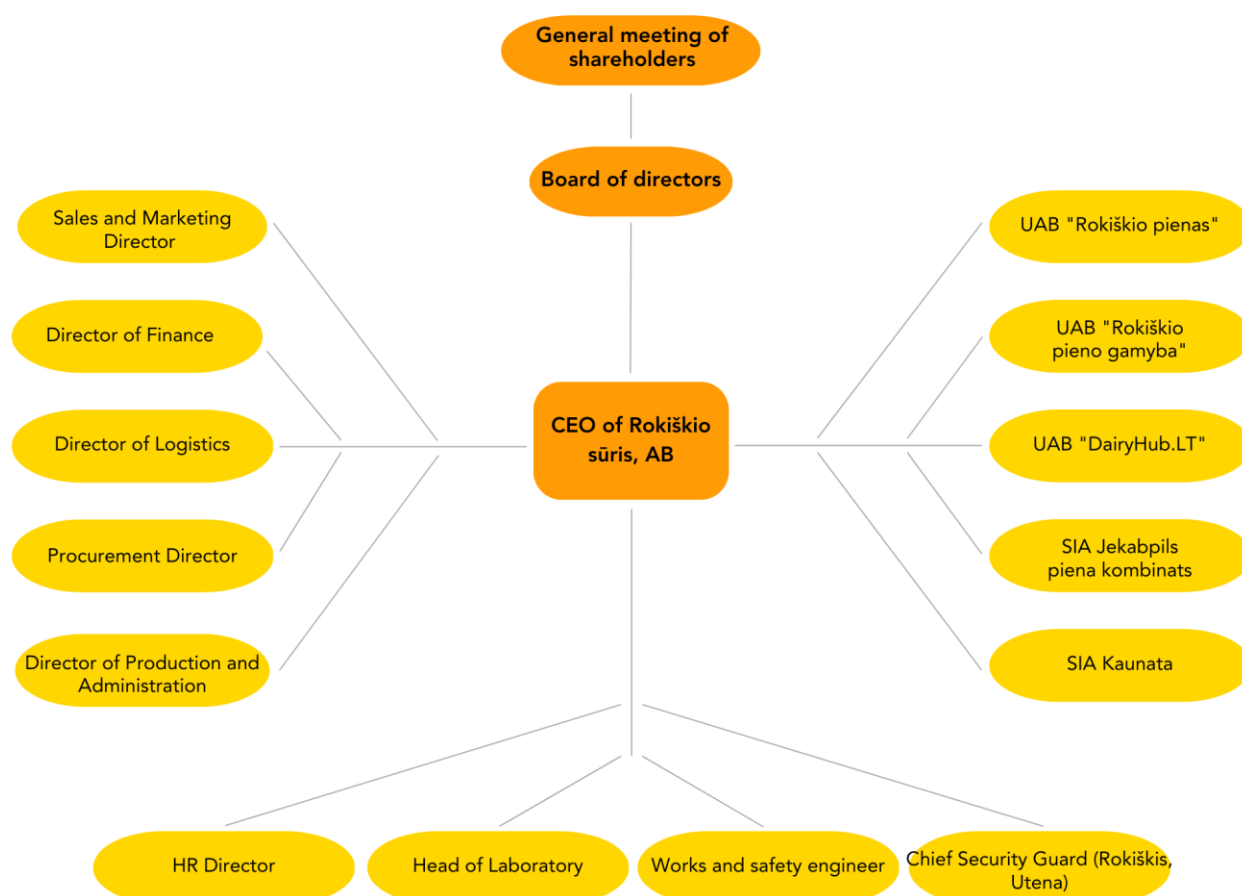 General meeting of
shareholders
Board of directors
Sales and Marketing
Director
Director of Finance
Director of Logistics
Procurement Director
Director of Production and
Administration
CEO of Rokiškio
sūris, AB
UAB "Rokiškio pienas"
UAB "Rokiškio
pieno gamyba"
UAB "DairyHub.LT"
SIA Jekabpils
piena kombinats
SIA Kaunata
HR Director
Head of Laboratory
Works and safety engineer
Chief Security Guard (Rokiškis,
Utena)